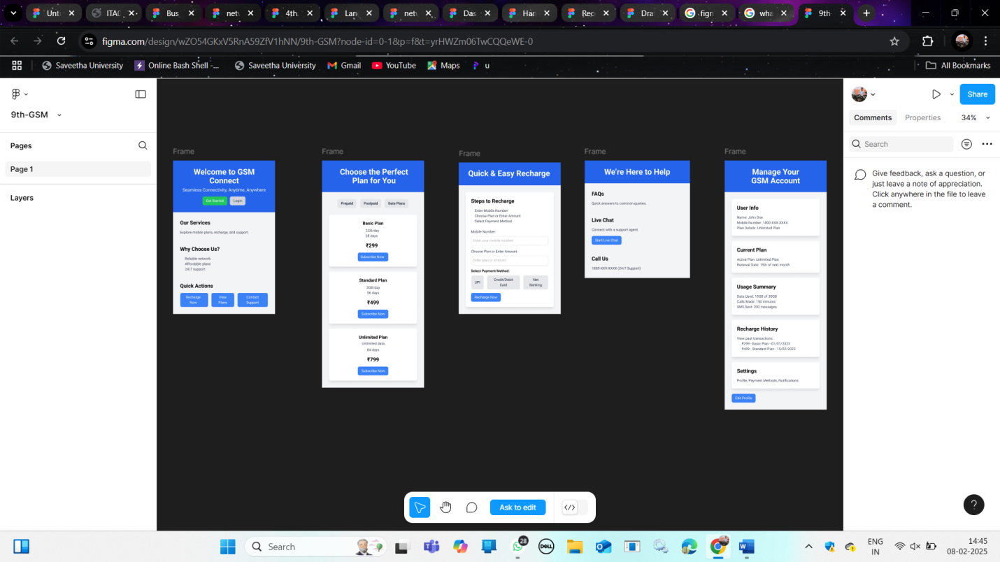 Unti
ITAC
Bus
netv
4th.
Lan
netv
Das
Han
Rec
Dra
fign
wha
9th
figma.com/design/wZO54GKxV5RnA59ZfV1hNN/9th-GSM?node-id=0-1&p=f&t=yrHWZm06TwCQQeWE-0
Saveetha University
Online Bash Shell -...
Saveetha University
Gmail
YouTube
Maps
u
All Bookmarks
9th-GSM
Pages
Page 1
Layers
Frame
Welcome to GSM
Connect
Seamless Connectivity, Anytime, Anywhere
Get Started
Login
Our Services
Explore mobile plans, recharge, and support.
Why Choose Us?
Reliable network
Affordable plans
24/7 support
Quick Actions
Recharge
Now
View
Plans
Contact
Support
Frame
Choose the Perfect
Plan for You
Prepaid
Postpaid
Data Plans
Basic Plan
2GB/day
28 days
₹299
Subscribe Now
Standard Plan
2GB/day
56 days
₹499
Subscribe Now
Unlimited Plan
Unlimited data
84 days
₹799
Subscribe Now
Frame
Quick & Easy Recharge
Steps to Recharge
Enter Mobile Number
Choose Plan or Enter Amount
Select Payment Method
Mobile Number:
Enter your mobile number
Choose Plan or Enter Amount:
Enter plan or amount
Select Payment Method:
UPI
Credit/Debit
Card
Net
Banking
Recharge Now
Frame
We're Here to Help
FAQs
Quick answers to common queries.
Live Chat
Connect with a support agent.
Start Live Chat
Call Us
1800-XXX-XXXX (24/7 Support)
Frame
Manage Your
GSM Account
User Info
Name: John Doe
Mobile Number: 1800-XXX-XXXX
Plan Details: Unlimited Plan
Current Plan
Active Plan: Unlimited Plan
Renewal Date: 15th of next month
Usage Summary
Data Used: 15GB of 30GB
Calls Made: 150 minutes
SMS Sent: 200 messages
Recharge History
View past transactions.
₹299 - Basic Plan - 01/01/2023
₹499 - Standard Plan - 15/02/2023
Settings
Profile, Payment Methods, Notifications
Edit Profile
Ask to edit
Share
Comments
Properties
34%
Search
Give feedback, ask a question, or
just leave a note of appreciation.
Click anywhere in the file to leave
a comment.
?
Search
28
DELL
ENG
IN
14:45
08-02-2025